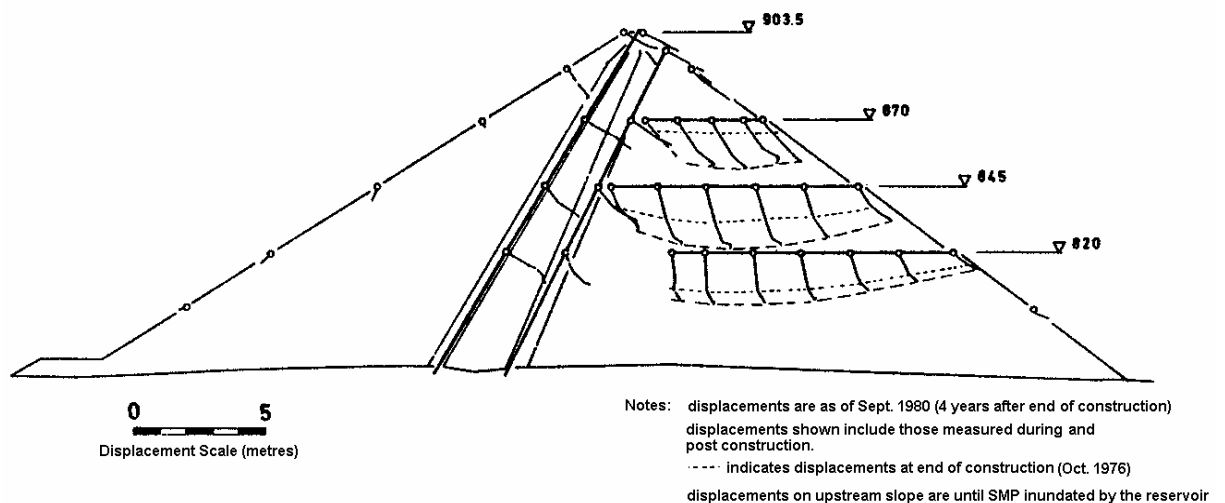 903.5
870
845
820
0 5
Displacement Scale (metres)
Notes: displacements are as of Sept. 1980 (4 years after end of construction)
displacements shown include those measured during and
post construction.
----- indicates displacements at end of construction (Oct. 1976)
displacements on upstream slope are until SMP inundated by the reservoir